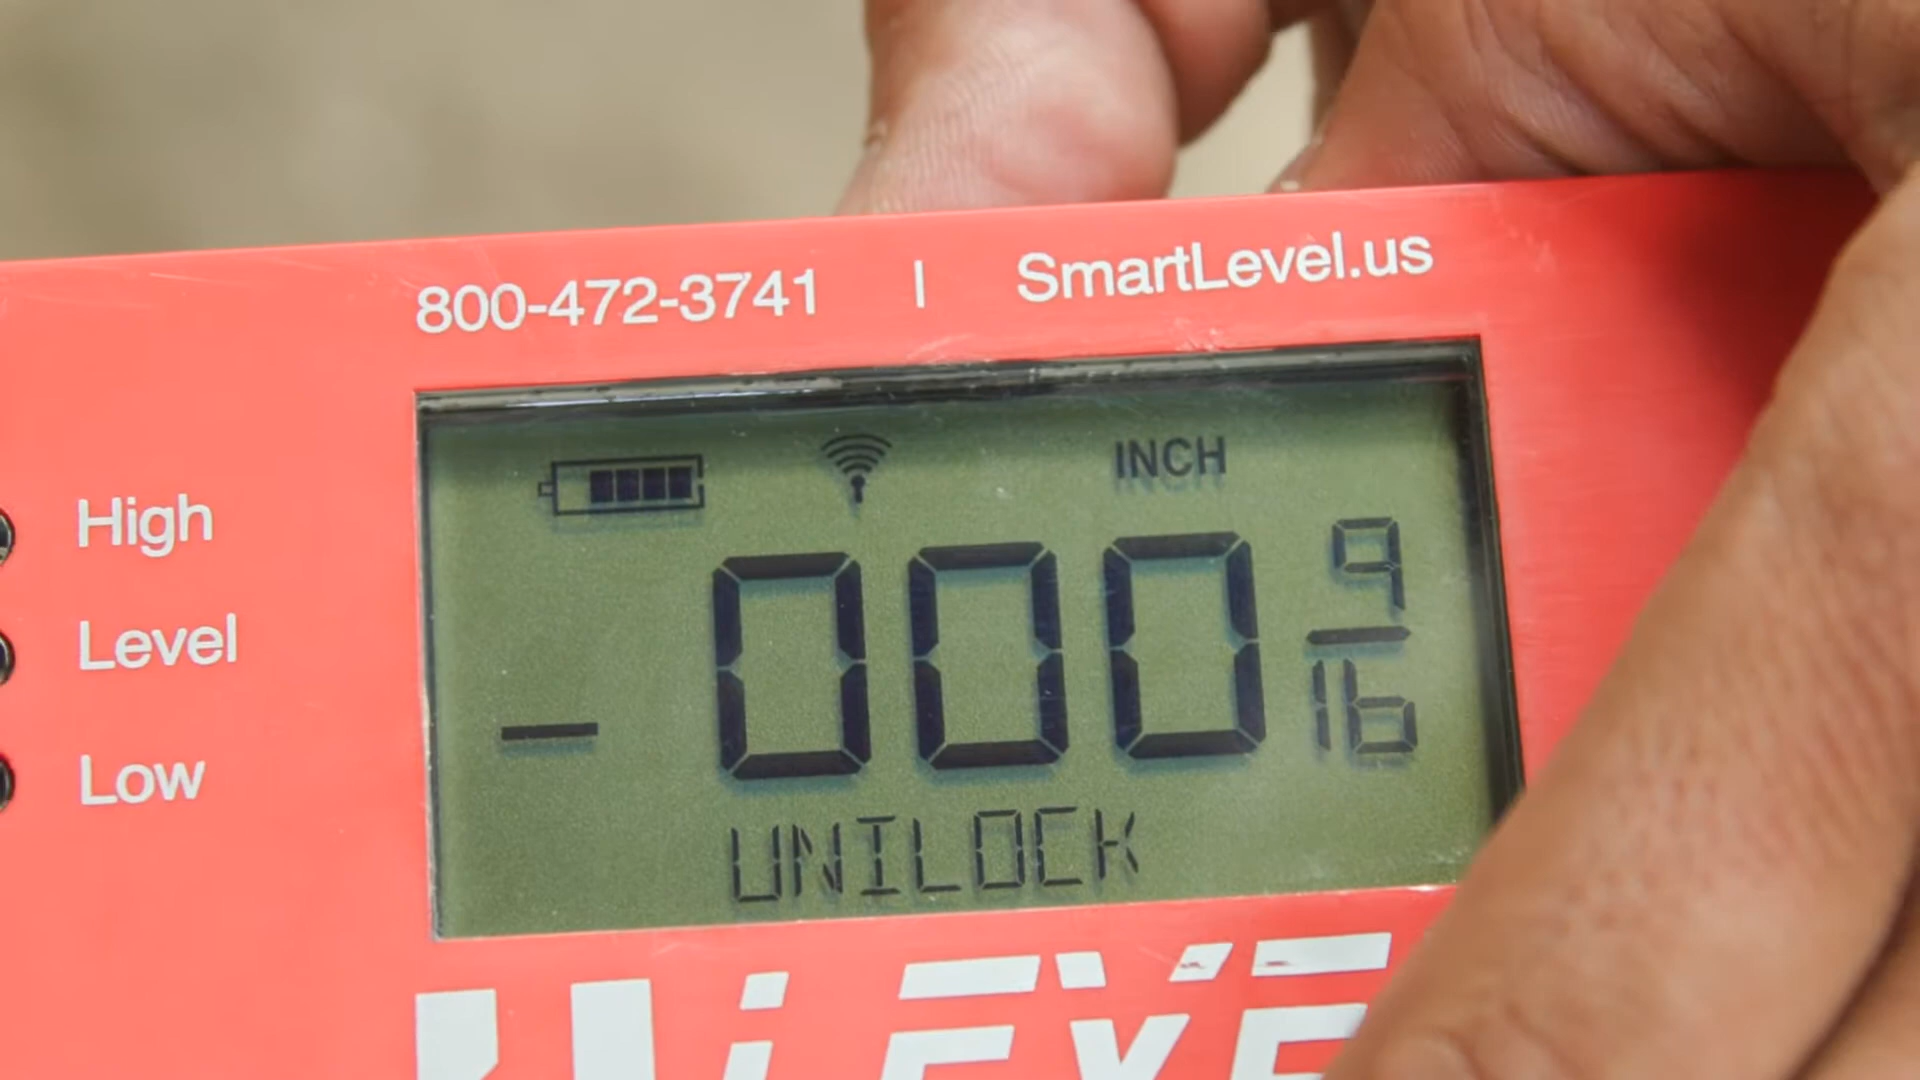 800-472-3741 | SmartLevel.us
INCH
High
Level
Low
-000 9/16
UNILOCK